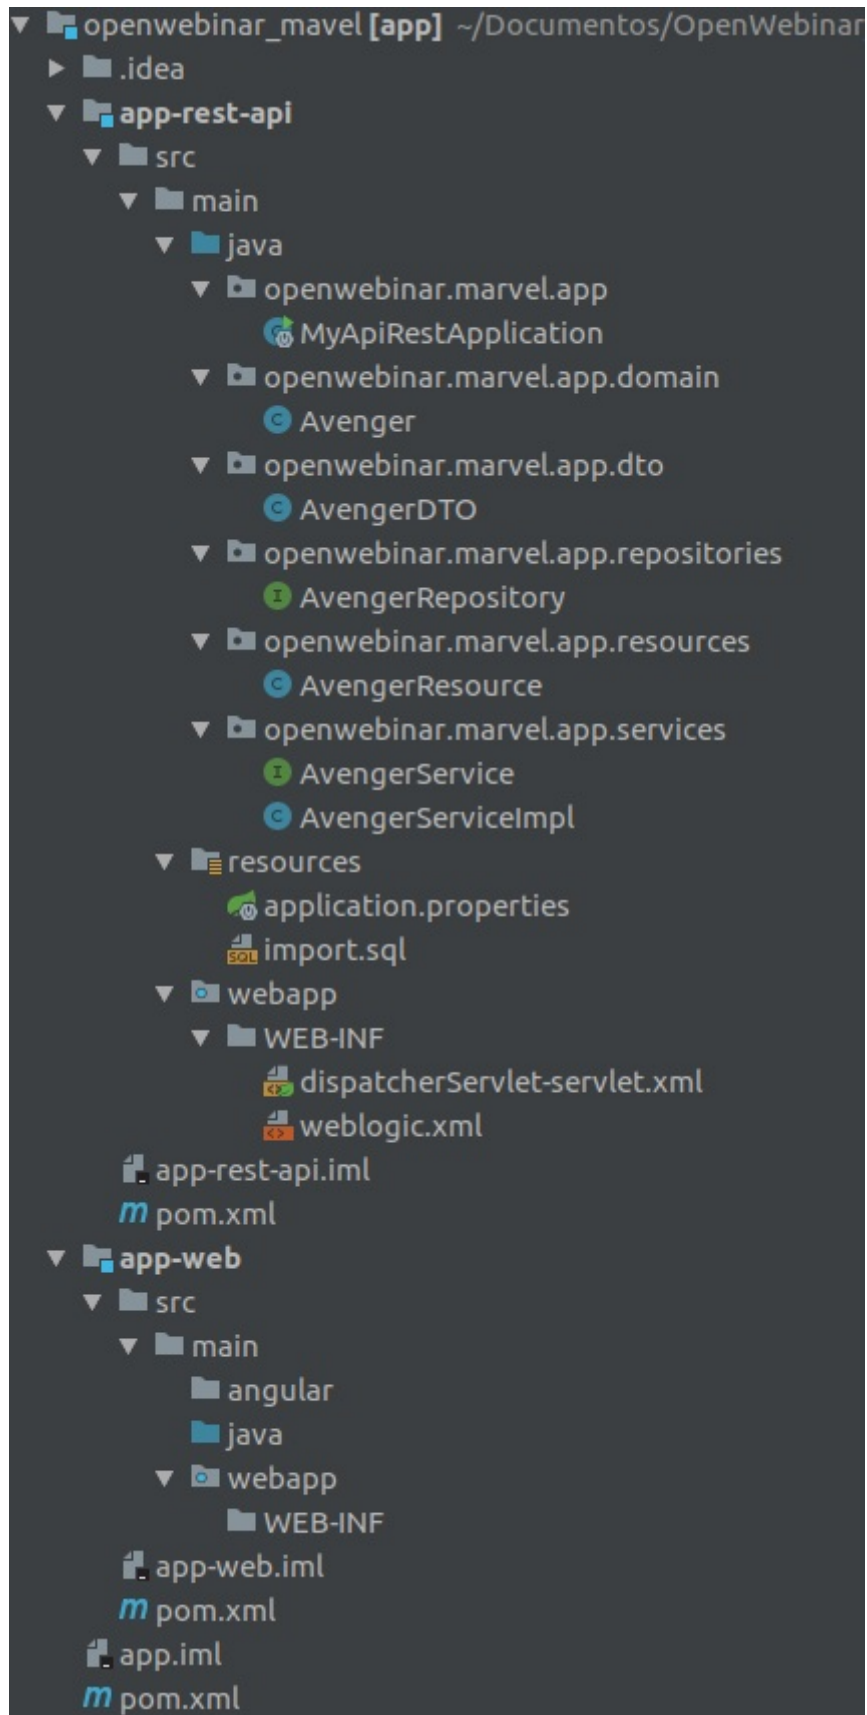 openwebinar_mavel [app] ~/Documentos/OpenWebinar
.idea
app-rest-api
src
main
java
openwebinar.marvel.app
MyApiRestApplication
openwebinar.marvel.app.domain
Avenger
openwebinar.marvel.app.dto
AvengerDTO
openwebinar.marvel.app.repositories
AvengerRepository
openwebinar.marvel.app.resources
AvengerResource
openwebinar.marvel.app.services
AvengerService
AvengerServiceImpl
resources
application.properties
import.sql
webapp
WEB-INF
dispatcherServlet-servlet.xml
weblogic.xml
app-rest-api.iml
pom.xml
app-web
src
main
angular
java
webapp
WEB-INF
app-web.iml
pom.xml
app.iml
pom.xml